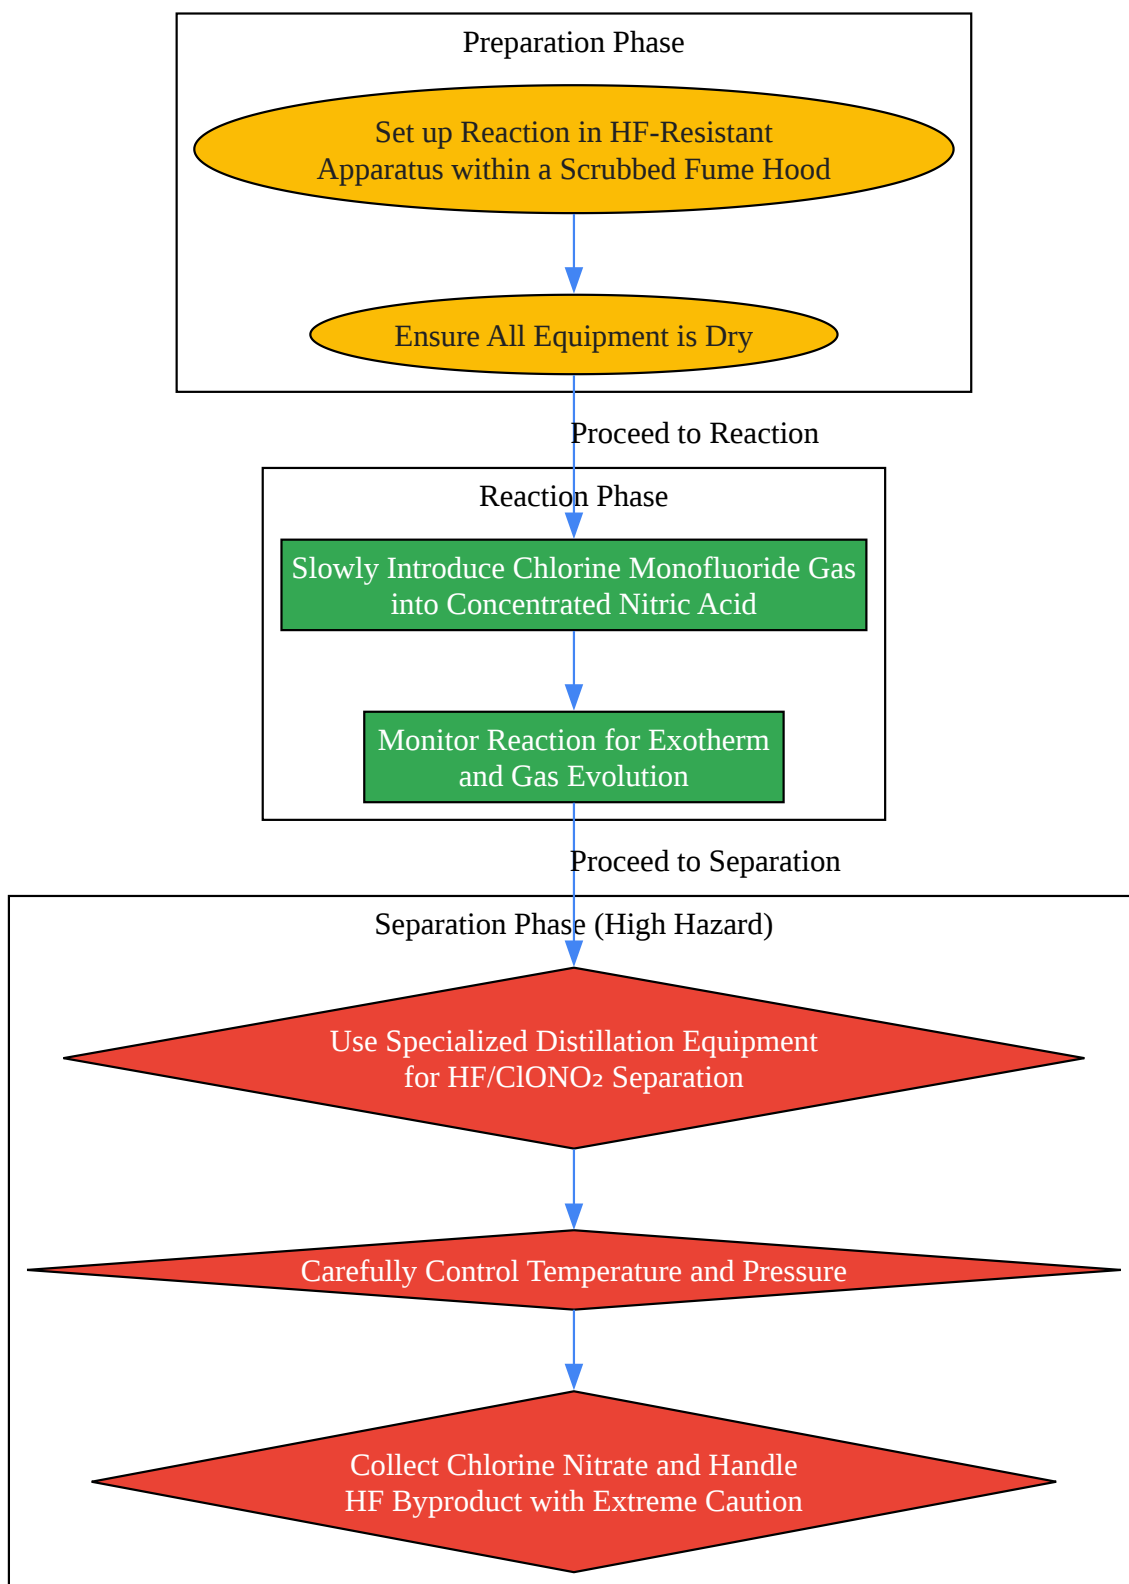 Preparation Phase
Set up Reaction in HF-Resistant
Apparatus within a Scrubbed Fume Hood
Ensure All Equipment is Dry
Proceed to Reaction
Reaction Phase
Slowly Introduce Chlorine Monofluoride Gas
into Concentrated Nitric Acid
Monitor Reaction for Exotherm
and Gas Evolution
Proceed to Separation
Separation Phase (High Hazard)
Use Specialized Distillation Equipment
for HF/ClONO₂ Separation
Carefully Control Temperature and Pressure
Collect Chlorine Nitrate and Handle
HF Byproduct with Extreme Caution